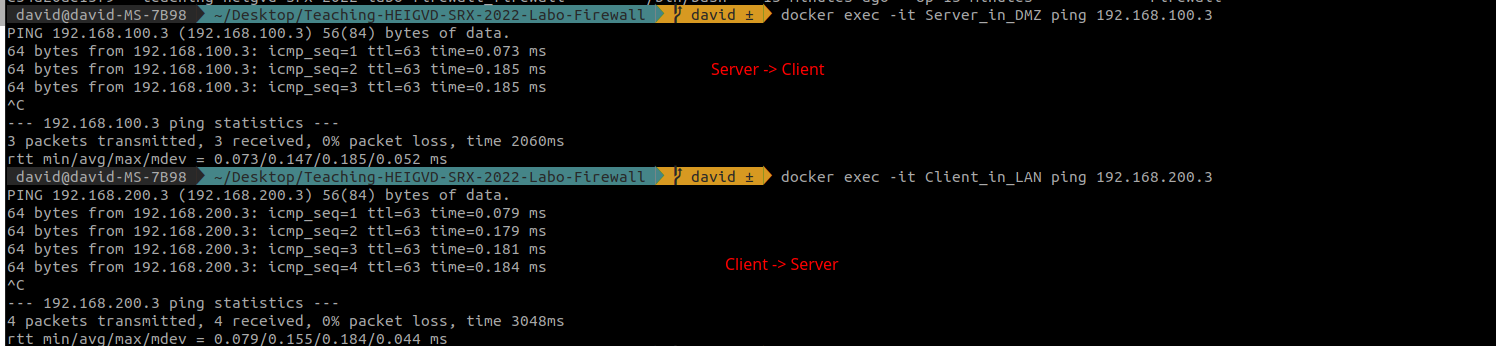 david@david-MS-7B98 ~/Desktop/Teaching-HEIGVD-SRX-2022-Labo-Firewall david ± docker exec -it Server_in_DMZ ping 192.168.100.3
PING 192.168.100.3 (192.168.100.3) 56(84) bytes of data.
64 bytes from 192.168.100.3: icmp_seq=1 ttl=63 time=0.073 ms
64 bytes from 192.168.100.3: icmp_seq=2 ttl=63 time=0.185 ms
Server -> Client
64 bytes from 192.168.100.3: icmp_seq=3 ttl=63 time=0.185 ms
^C
--- 192.168.100.3 ping statistics ---
3 packets transmitted, 3 received, 0% packet loss, time 2060ms
rtt min/avg/max/mdev = 0.073/0.147/0.185/0.052 ms
david@david-MS-7B98 ~/Desktop/Teaching-HEIGVD-SRX-2022-Labo-Firewall david ± docker exec -it Client_in_LAN ping 192.168.200.3
PING 192.168.200.3 (192.168.200.3) 56(84) bytes of data.
64 bytes from 192.168.200.3: icmp_seq=1 ttl=63 time=0.079 ms
64 bytes from 192.168.200.3: icmp_seq=2 ttl=63 time=0.179 ms
64 bytes from 192.168.200.3: icmp_seq=3 ttl=63 time=0.181 ms
64 bytes from 192.168.200.3: icmp_seq=4 ttl=63 time=0.184 ms
Client -> Server
^C
--- 192.168.200.3 ping statistics ---
4 packets transmitted, 4 received, 0% packet loss, time 3048ms
rtt min/avg/max/mdev = 0.079/0.155/0.184/0.044 ms